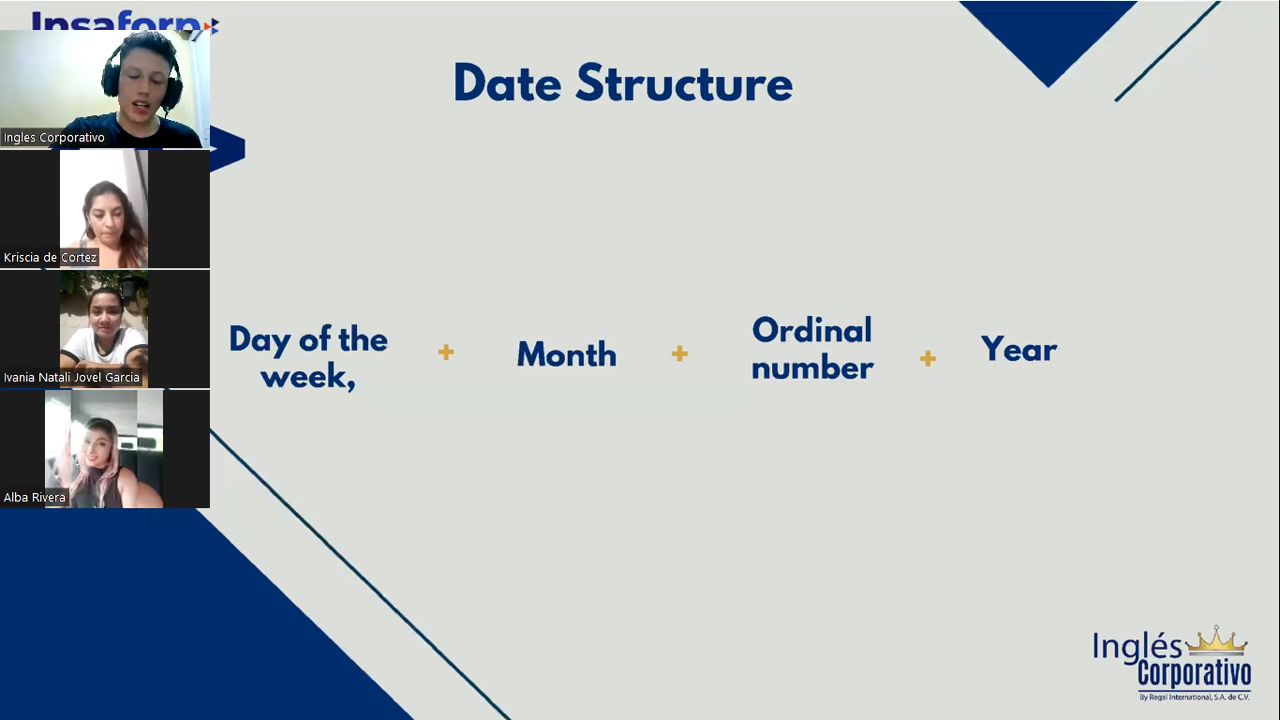 Insaforp
Date Structure
Ingles Corporativo
Kriscia de Cortez
Ivania Natali Jovel Garcia
Alba Rivera
Day of the
week,
+
Month
+
Ordinal
number
+
Year
Inglés
Corporativo
By Regal International, S.A. de C.V.